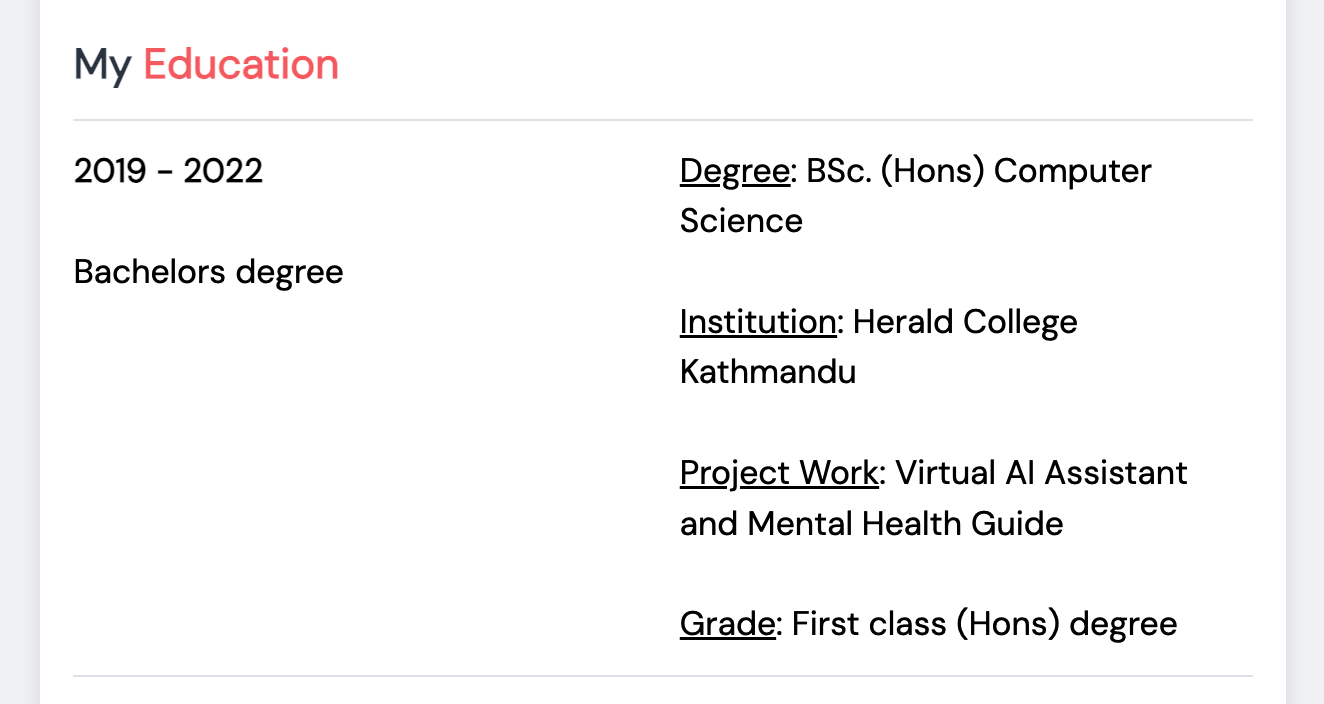 My Education
2019 - 2022
Bachelors degree
Degree: BSc. (Hons) Computer
Science
Institution: Herald College
Kathmandu
Project Work: Virtual AI Assistant
and Mental Health Guide
Grade: First class (Hons) degree